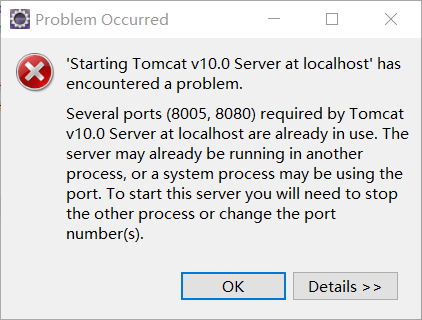 Problem Occurred
'Starting Tomcat v10.0 Server at localhost' has
encountered a problem.
Several ports (8005, 8080) required by Tomcat
v10.0 Server at localhost are already in use. The
server may already be running in another
process, or a system process may be using the
port. To start this server you will need to stop
the other process or change the port
number(s).
OK
Details >>